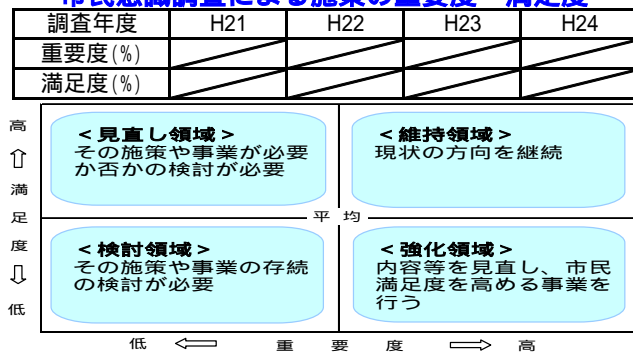 市民意識調査による施策の重要度・満足度
調査年度 H21 H22 H23 H24
重要度(%)
満足度(%)
高
⇧
満
足
度
⇩
低
<見直し領域>
その施策や事業が必要
か否かの検討が必要
<維持領域>
現状の方向を継続
平 均
<検討領域>
その施策や事業の存続
の検討が必要
<強化領域>
内容等を見直し、市民
満足度を高める事業を
行う
低 ⇐ 重 要 度 ⇒ 高